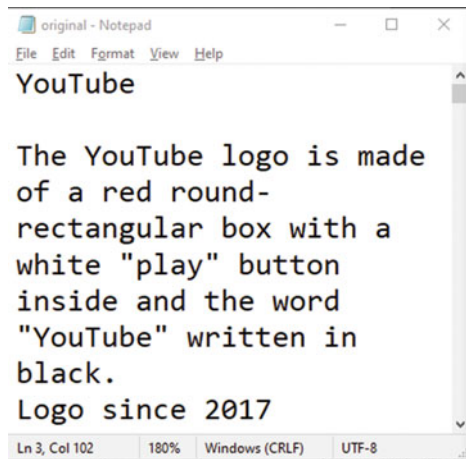 original - Notepad
File Edit Format View Help
YouTube
The YouTube logo is made
of a red round-
rectangular box with a
white "play" button
inside and the word
"YouTube" written in
black.
Logo since 2017
Ln 3, Col 102 180% Windows (CRLF) UTF-8